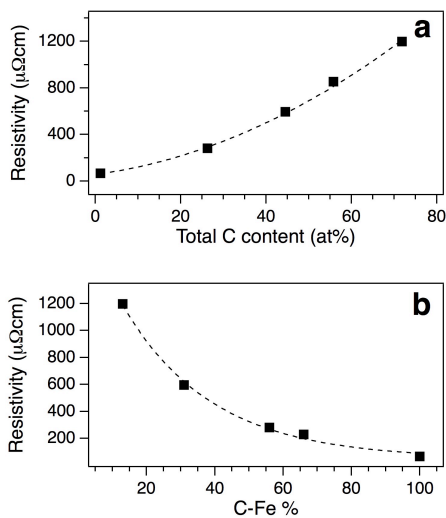 a
Resistivity (μΩcm)
1200
800
400
0
0 20 40 60 80
Total C content (at%)
b
Resistivity (μΩcm)
1200
1000
800
600
400
200
20 40 60 80 100
C-Fe %